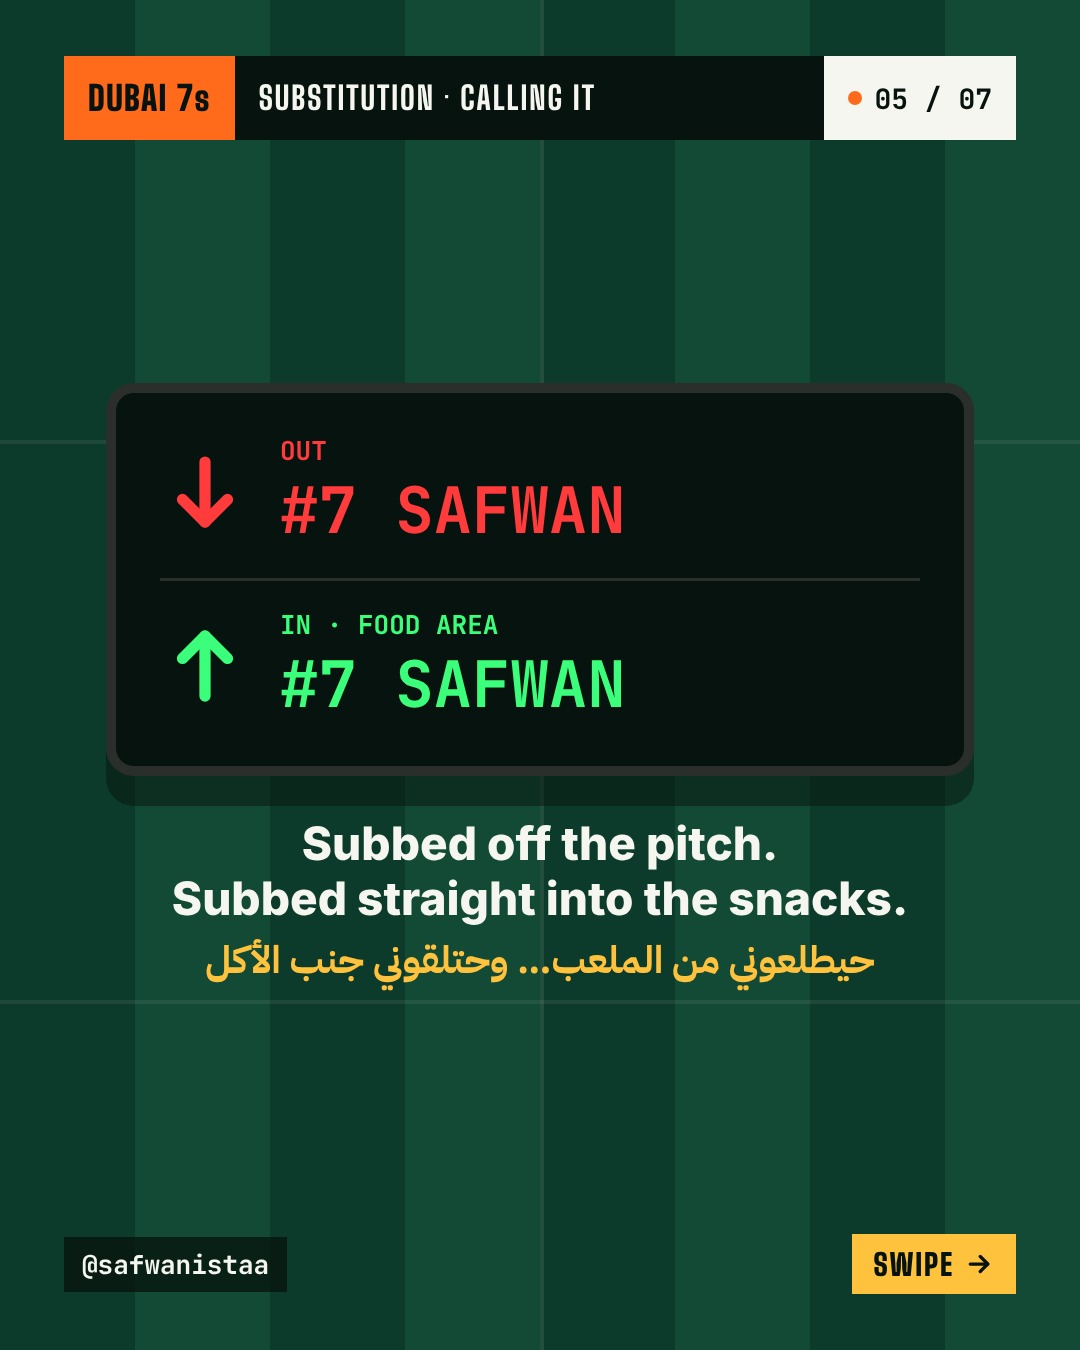 DUBAI 7s
SUBSTITUTION · CALLING IT
05 / 07
OUT
#7 SAFWAN
IN · FOOD AREA
#7 SAFWAN
Subbed off the pitch.
Subbed straight into the snacks.
حيطلعوني من الملعب... وحتلقوني جنب الأكل
@safwanistaa
SWIPE →